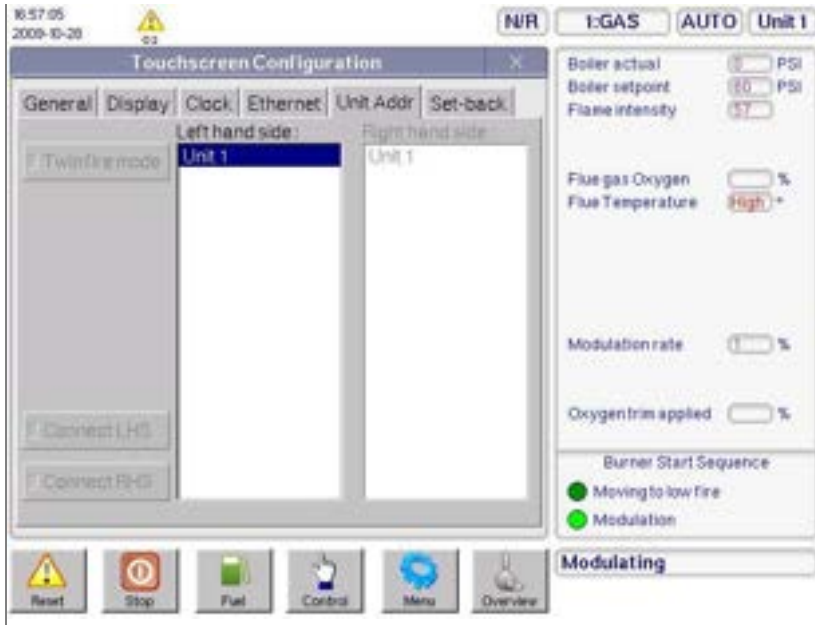 16:57:05
2009-10-28
N/R
1:GAS
AUTO
Unit 1
Touchscreen Configuration
X
General
Display
Clock
Ethernet
Unit Addr
Set-back
Left hand side:
Right hand side:
Twinfire mode
Unit 1
Unit 1
Connect LHS
Connect RHS
Boiler actual
PSI
Boiler setpoint
80 PSI
Flame intensity
57
Flue gas Oxygen
%
Flue Temperature
High °
Modulation rate
%
Oxygen trim applied
%
Burner Start Sequence
Moving to low fire
Modulation
Modulating
Reset
Stop
Fuel
Control
Menu
Overview